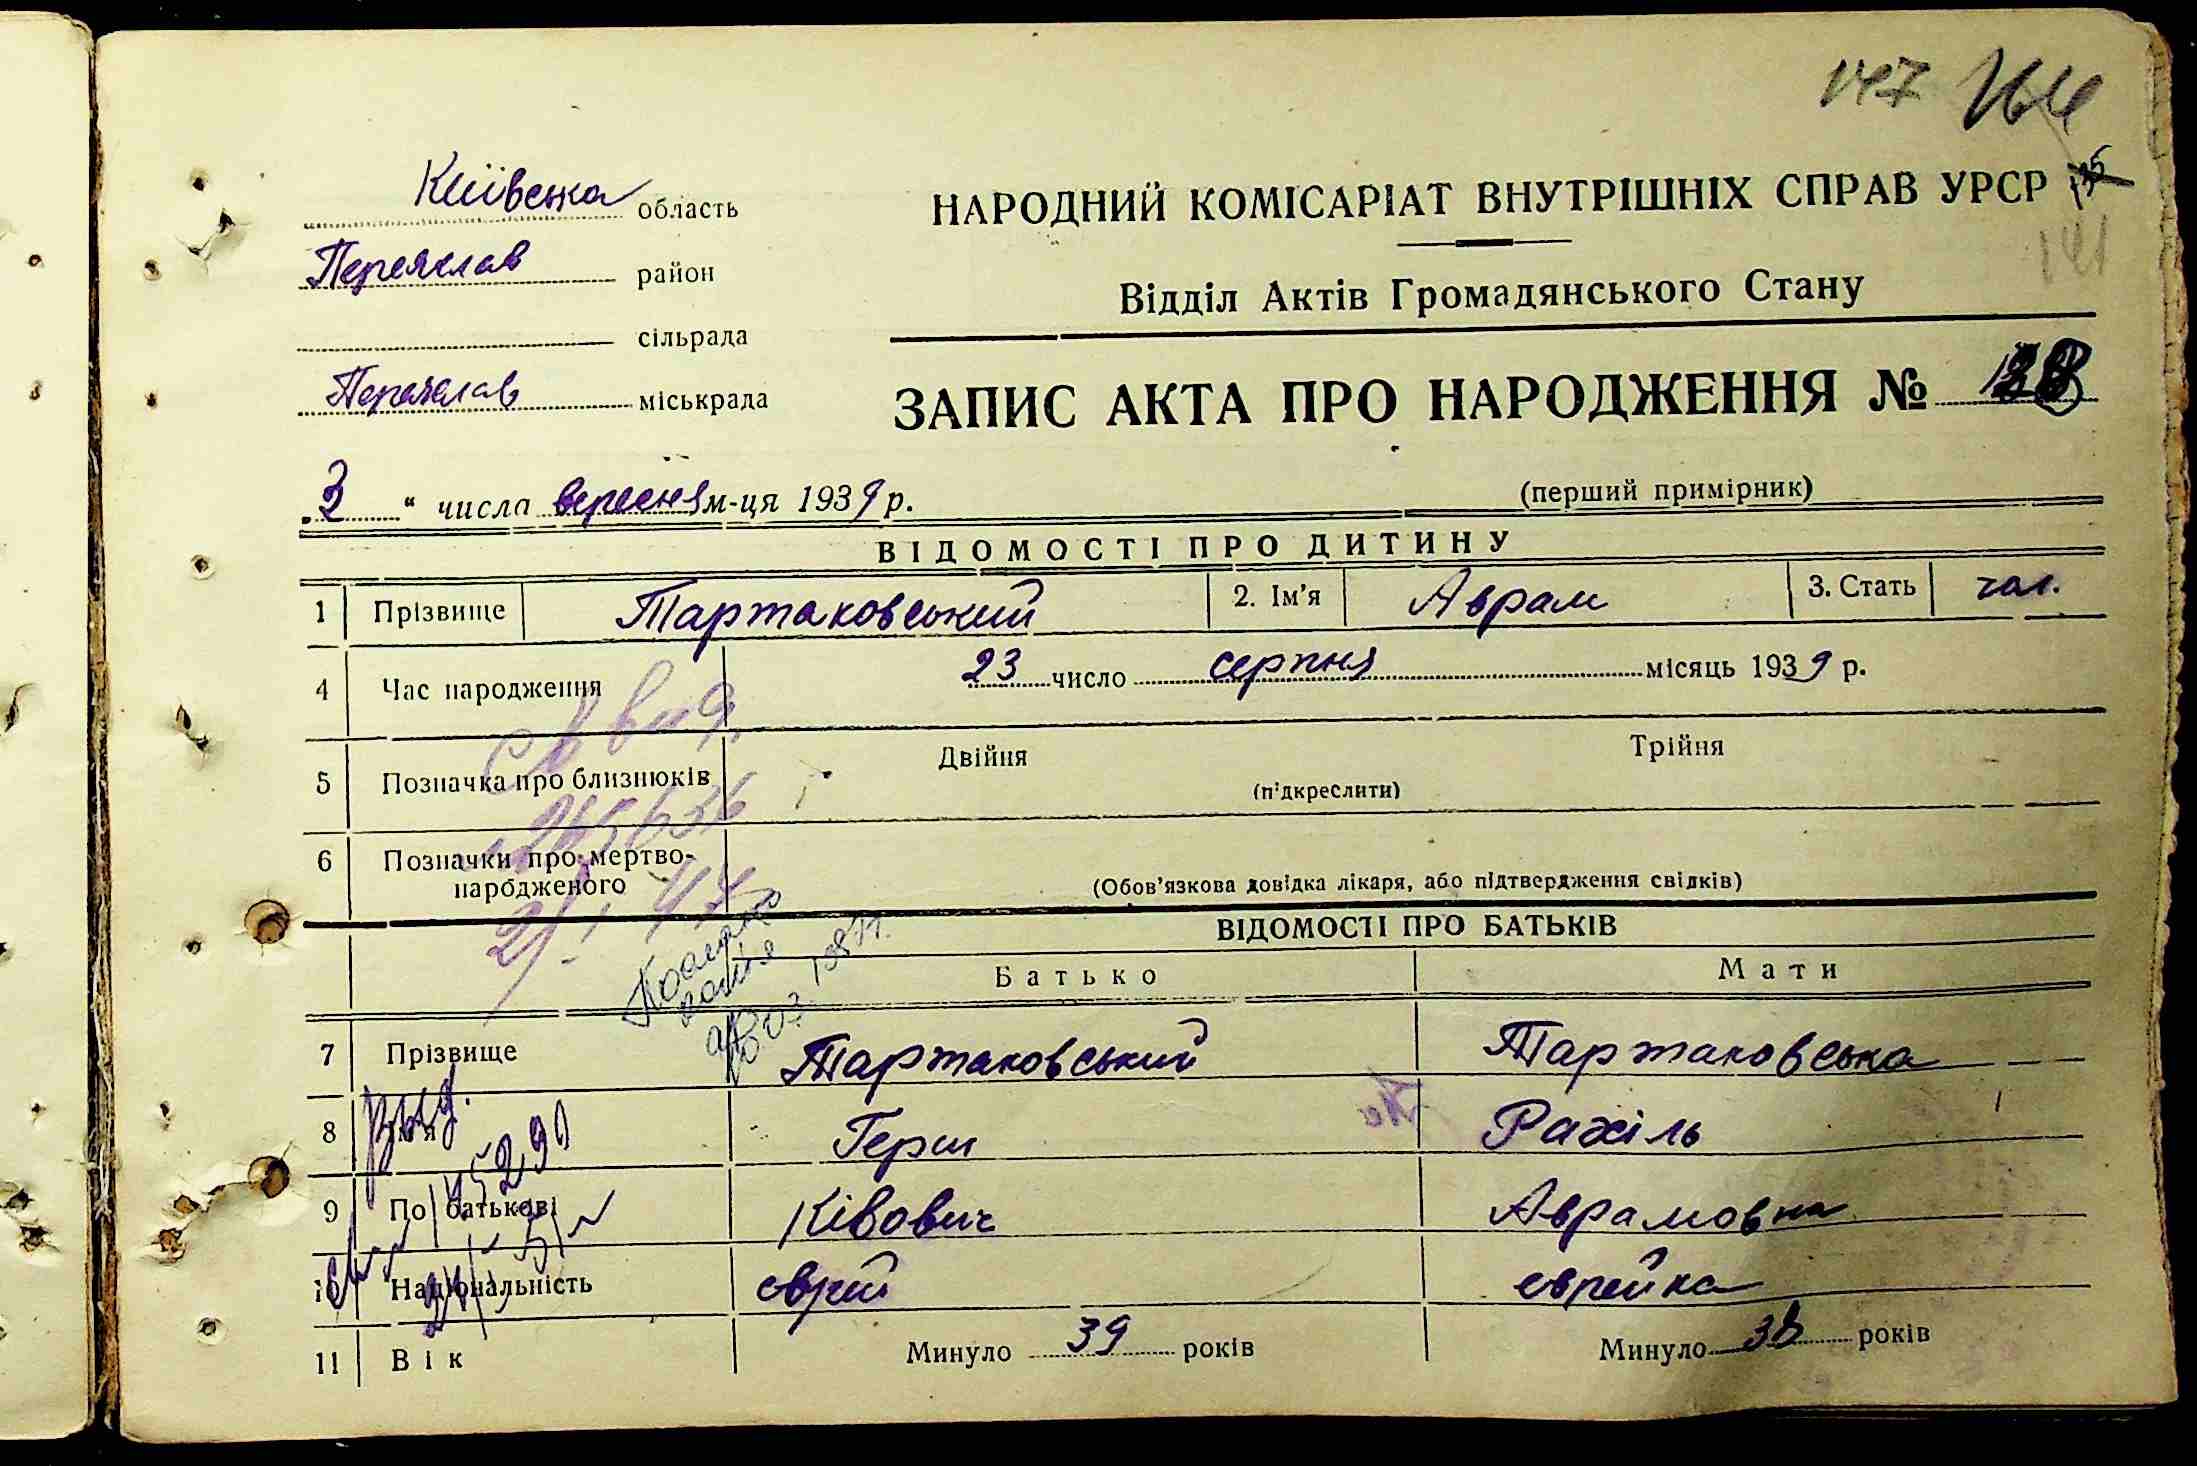 147 164
Київська область
НАРОДНИЙ КОМІСАРІАТ ВНУТРІШНІХ СПРАВ УРСР
141
Переяслав район
Відділ Актів Громадянського Стану
сільрада
Переяслав міськрада
ЗАПИС АКТА ПРО НАРОДЖЕННЯ №
„3“ числа вересня м-ця 1939 р.
(перший примірник)
ВІДОМОСТІ ПРО ДИТИНУ
1 Прізвище Тартаковський 2. Ім'я Аврам 3. Стать чол.
4 Час народження 23 число серпня місяць 1939 р.
5 Позначка про близнюків Двійня Трійня
(підкреслити)
6 Позначки про мертво-
народженого
(Обов'язкова довідка лікаря, або підтвердження свідків)
ВІДОМОСТІ ПРО БАТЬКІВ
Батько Мати
7 Прізвище Тартаковський Тартаковська
8 Ім'я Герш Рахіль
9 По батькові Ківович Аврамовна
10 Національність єврей єврейка
11 Вік Минуло 39 років Минуло 38 років